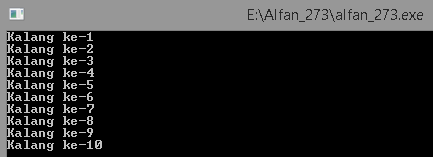 E:\Alfan_273\alfan_273.exe
Kalang ke-1
Kalang ke-2
Kalang ke-3
Kalang ke-4
Kalang ke-5
Kalang ke-6
Kalang ke-7
Kalang ke-8
Kalang ke-9
Kalang ke-10